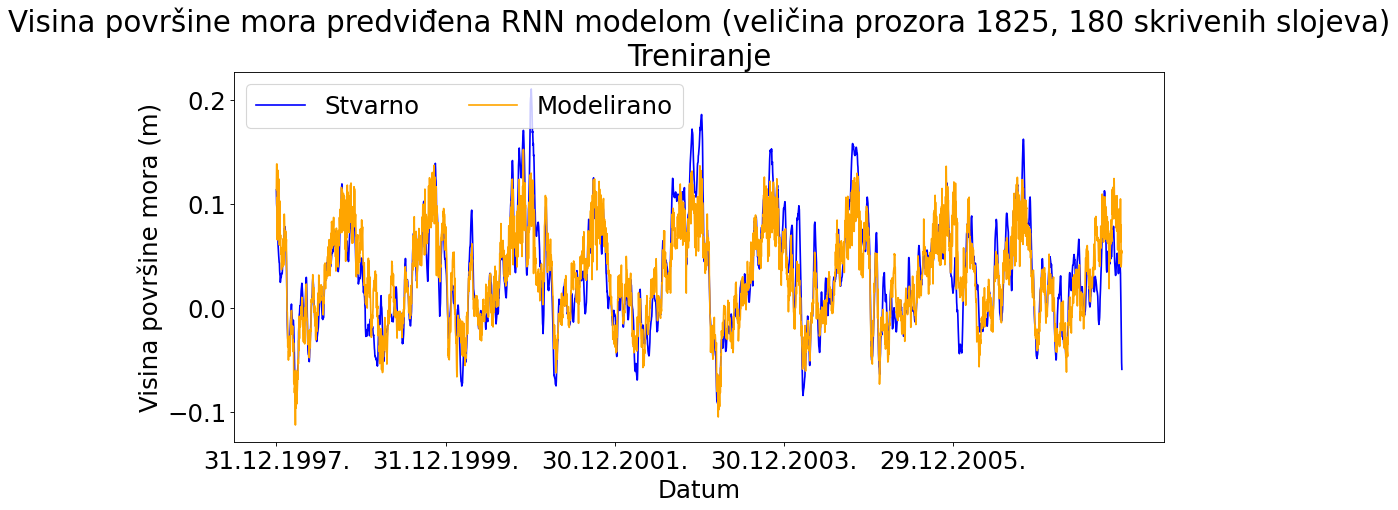 Visina površine mora predviđena RNN modelom (veličina prozora 1825, 180 skrivenih slojeva)
Treniranje
Stvarno Modelirano
Visina površine mora (m)
0.2
0.1
0.0
−0.1
31.12.1997. 31.12.1999. 30.12.2001. 30.12.2003. 29.12.2005.
Datum